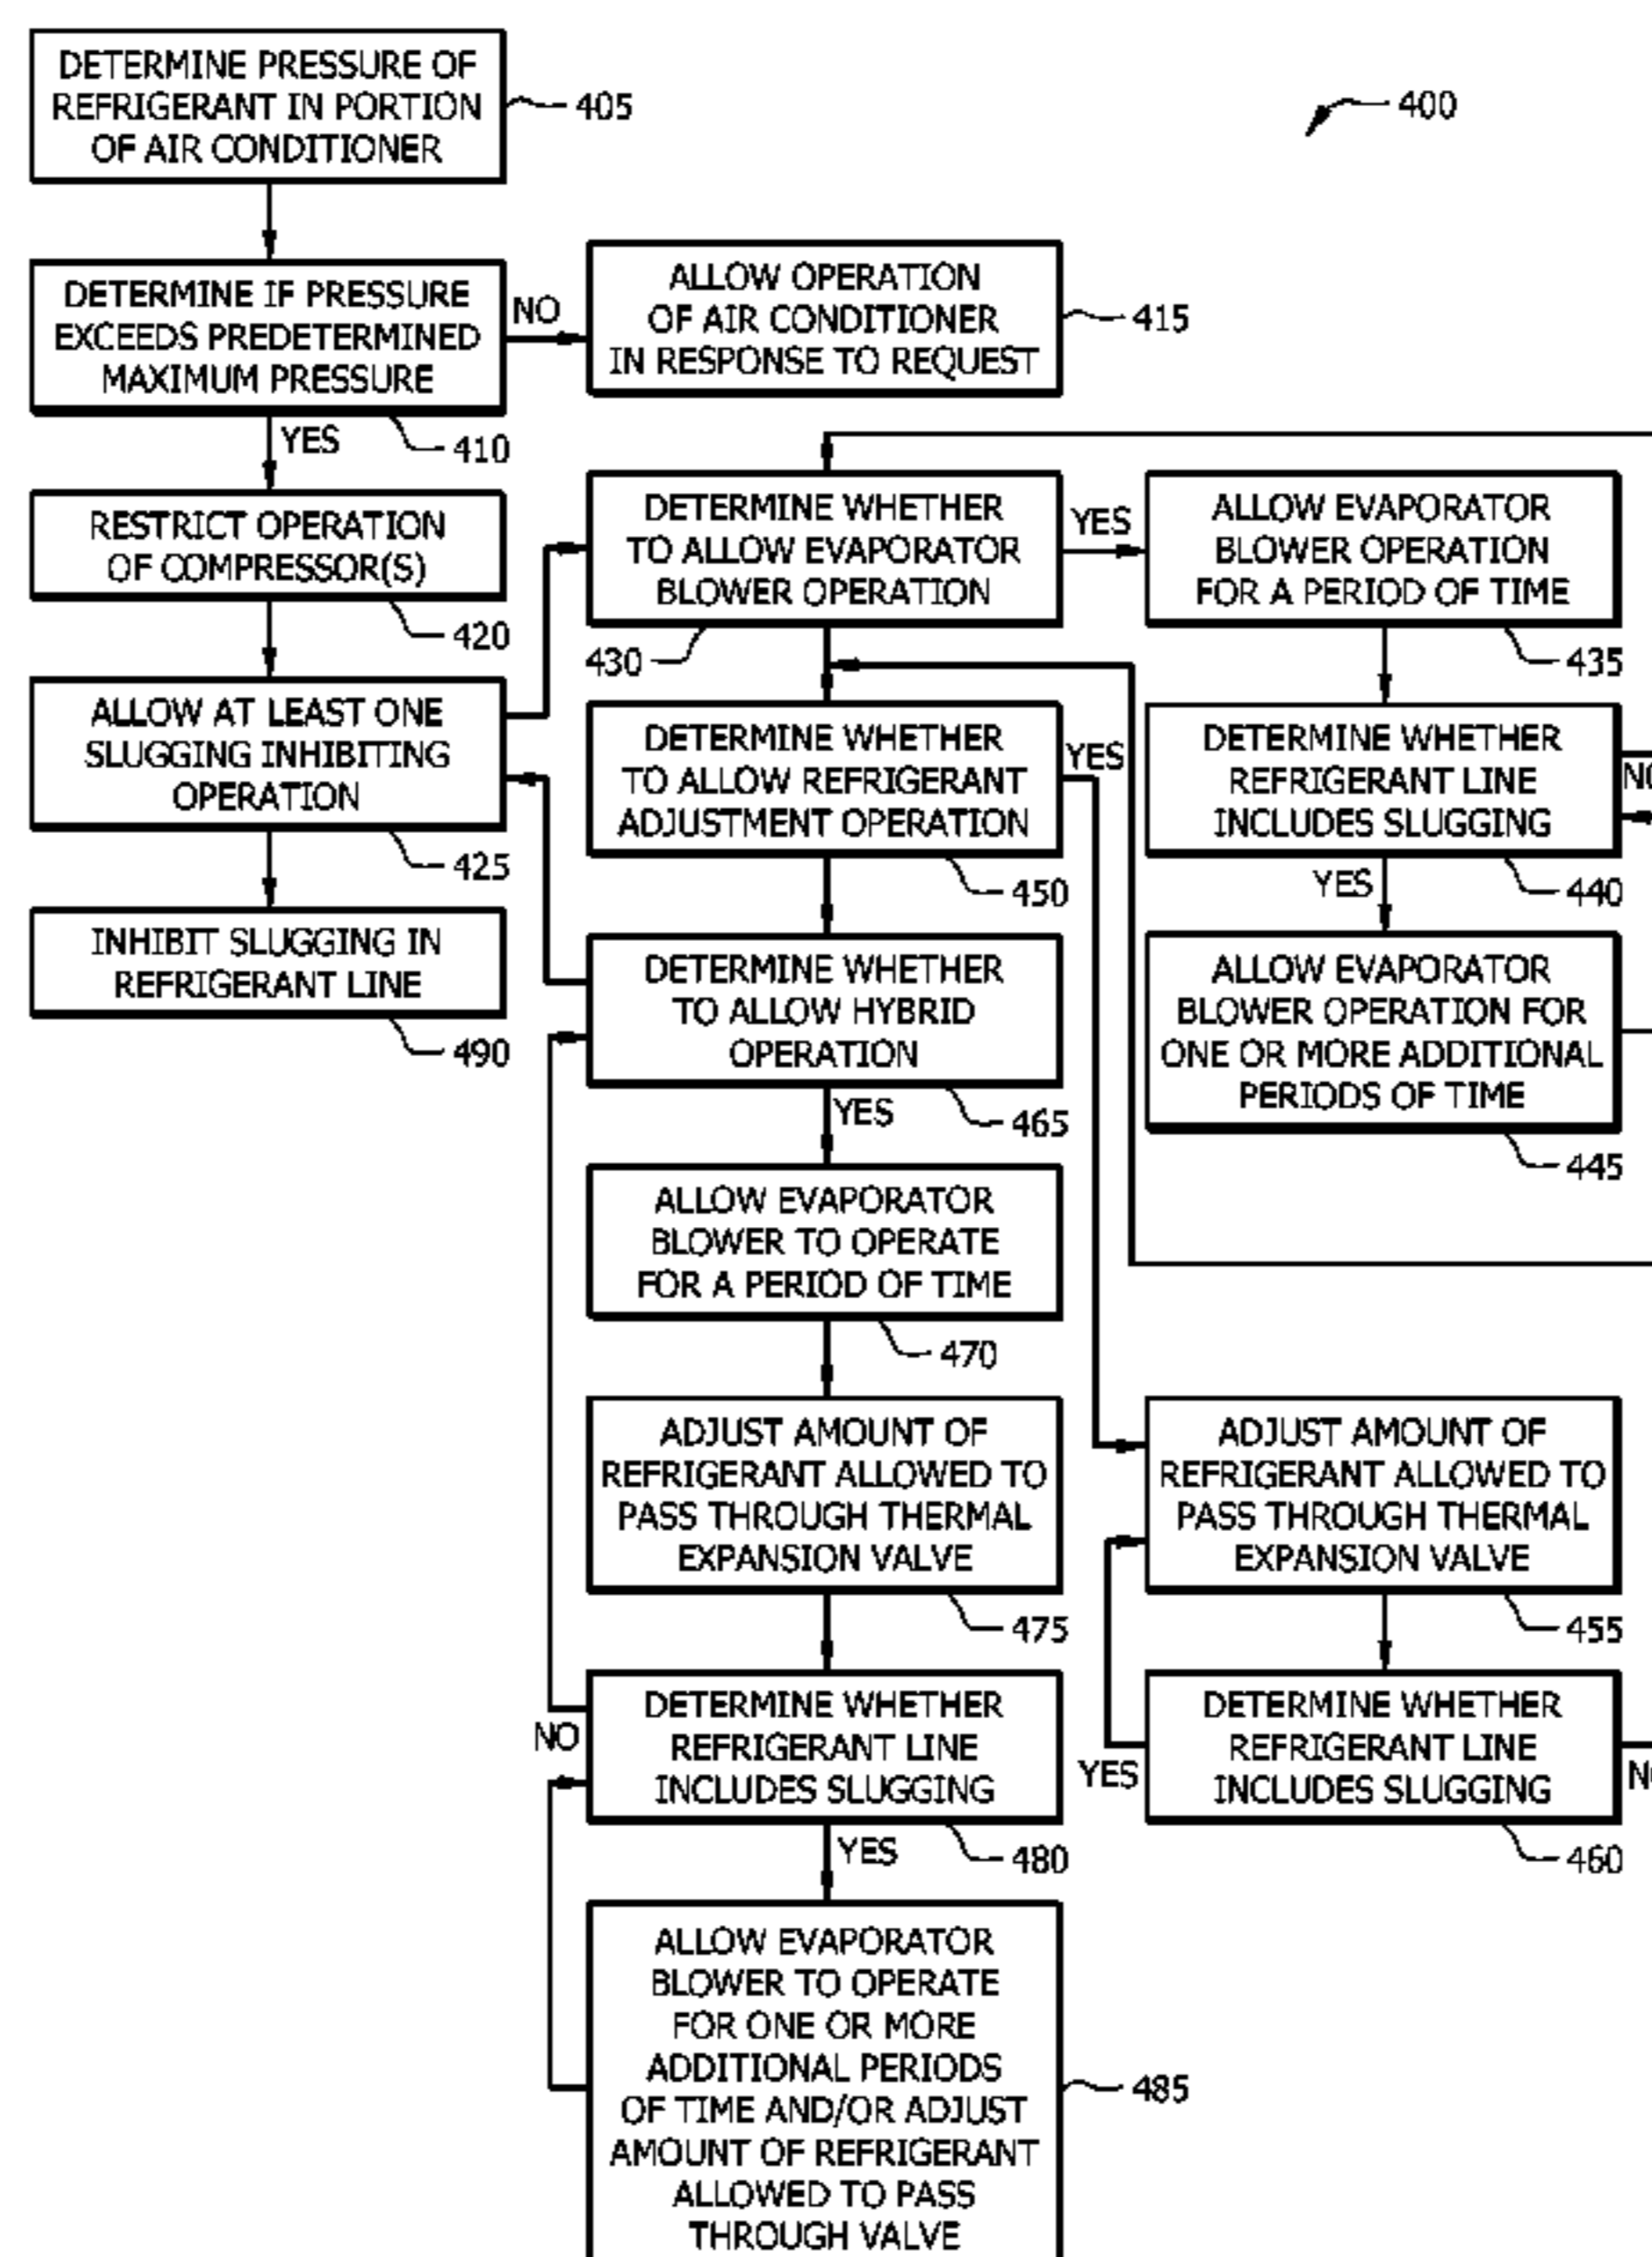 DETERMINE PRESSURE OF
REFRIGERANT IN PORTION
OF AIR CONDITIONER
405
400
DETERMINE IF PRESSURE
EXCEEDS PREDETERMINED
MAXIMUM PRESSURE
410
NO
ALLOW OPERATION
OF AIR CONDITIONER
IN RESPONSE TO REQUEST
415
YES
RESTRICT OPERATION
OF COMPRESSOR(S)
420
ALLOW AT LEAST ONE
SLUGGING INHIBITING
OPERATION
425
INHIBIT SLUGGING IN
REFRIGERANT LINE
490
DETERMINE WHETHER
TO ALLOW EVAPORATOR
BLOWER OPERATION
430
YES
ALLOW EVAPORATOR
BLOWER OPERATION
FOR A PERIOD OF TIME
435
DETERMINE WHETHER
REFRIGERANT LINE
INCLUDES SLUGGING
440
NO
YES
ALLOW EVAPORATOR
BLOWER OPERATION FOR
ONE OR MORE ADDITIONAL
PERIODS OF TIME
445
DETERMINE WHETHER
TO ALLOW REFRIGERANT
ADJUSTMENT OPERATION
450
YES
DETERMINE WHETHER
TO ALLOW HYBRID
OPERATION
465
YES
ALLOW EVAPORATOR
BLOWER TO OPERATE
FOR A PERIOD OF TIME
470
ADJUST AMOUNT OF
REFRIGERANT ALLOWED TO
PASS THROUGH THERMAL
EXPANSION VALVE
475
ADJUST AMOUNT OF
REFRIGERANT ALLOWED TO
PASS THROUGH THERMAL
EXPANSION VALVE
455
DETERMINE WHETHER
REFRIGERANT LINE
INCLUDES SLUGGING
480
NO
YES
DETERMINE WHETHER
REFRIGERANT LINE
INCLUDES SLUGGING
460
YES
NO
ALLOW EVAPORATOR
BLOWER TO OPERATE
FOR ONE OR MORE
ADDITIONAL PERIODS
OF TIME AND/OR ADJUST
AMOUNT OF REFRIGERANT
ALLOWED TO PASS
THROUGH VALVE
485